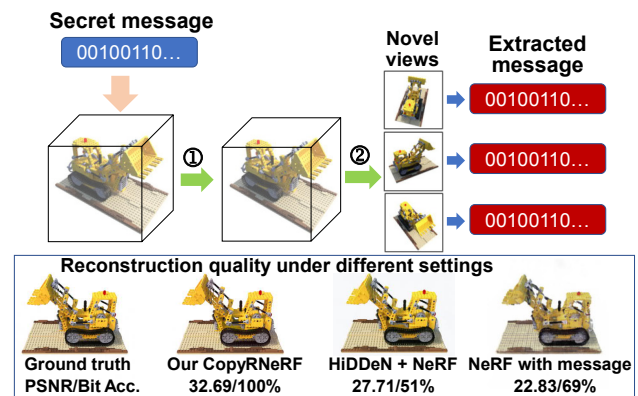 Secret message
00100110...
①
②
Novel
views
Extracted
message
00100110...
00100110...
00100110...
Reconstruction quality under different settings
Ground truth
PSNR/Bit Acc.
Our CopyRNeRF
32.69/100%
HiDDeN + NeRF
27.71/51%
NeRF with message
22.83/69%